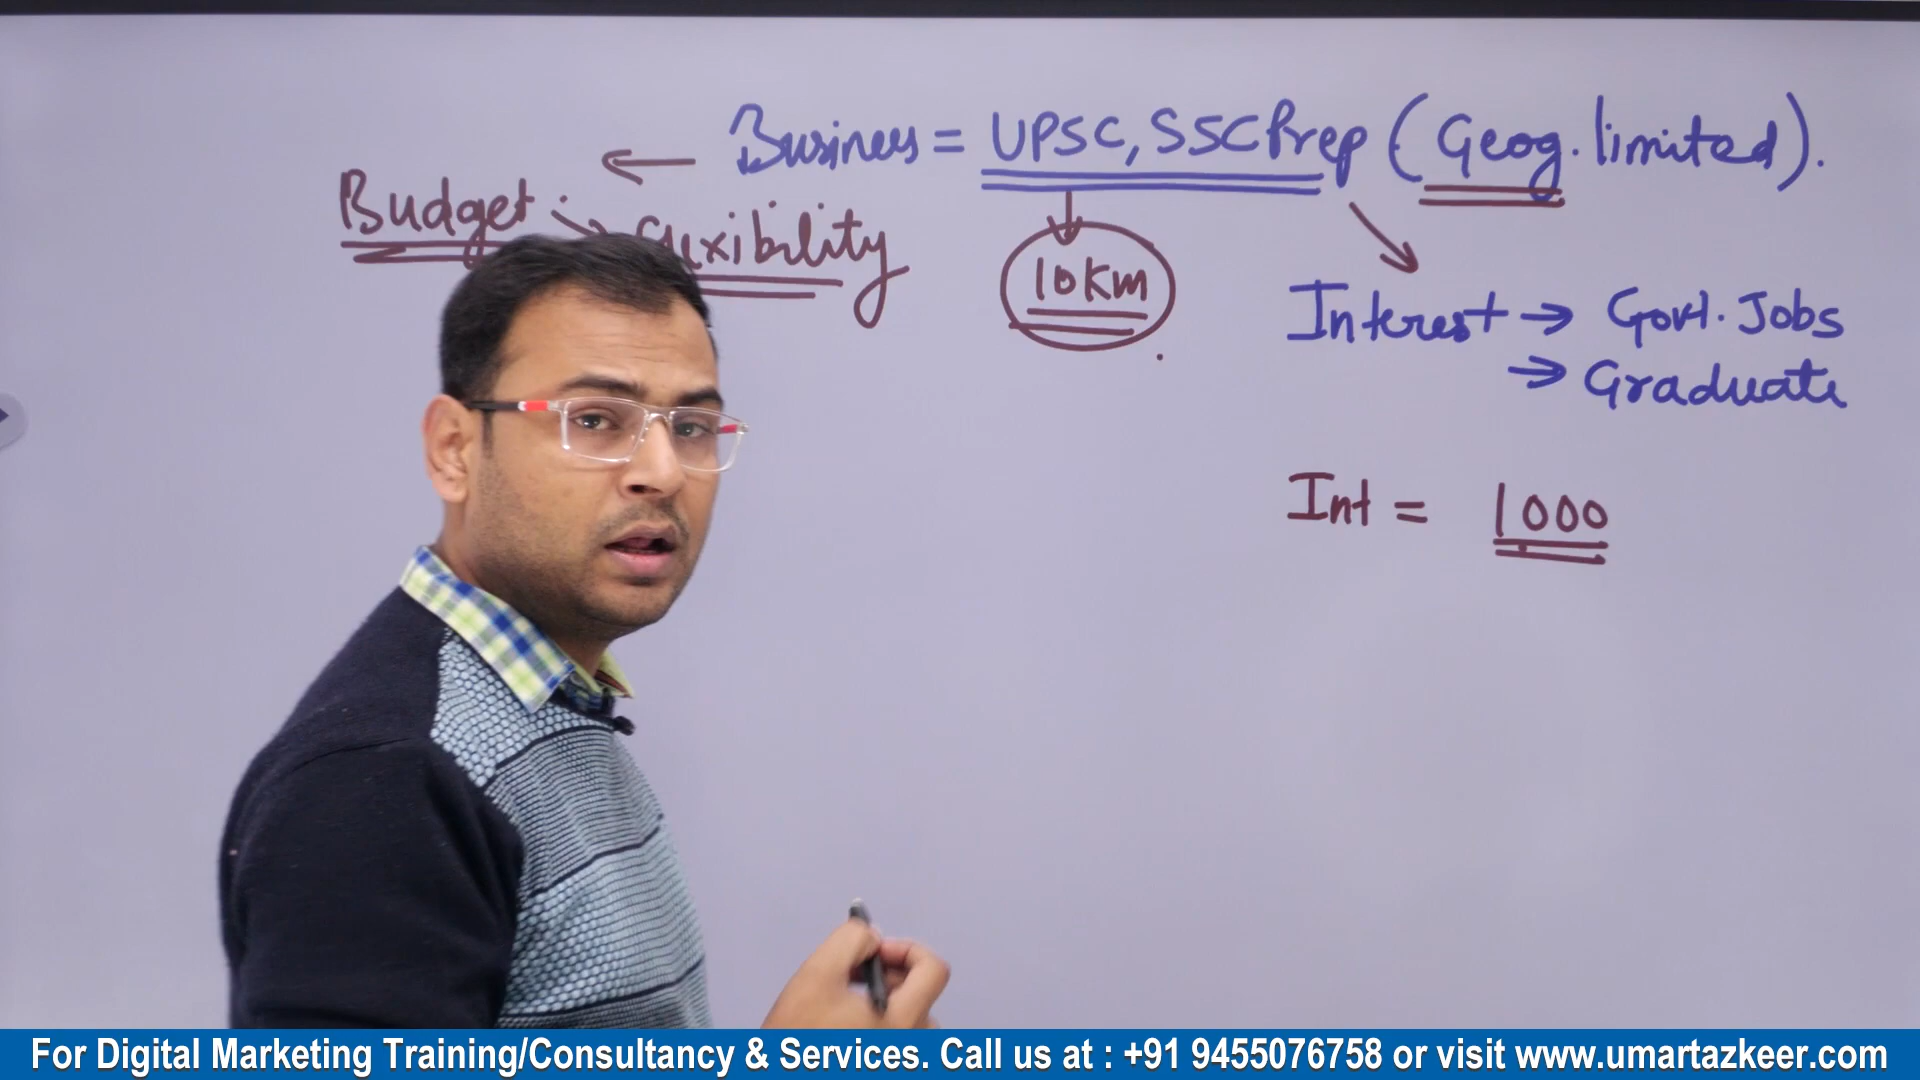 Business = UPSC, SSC Prep (Geog. limited).
Budget
flexibility
10 Km
Interest → Govt. Jobs
→ Graduate
Int = 1000
For Digital Marketing Training/Consultancy & Services. Call us at : +91 9455076758 or visit www.umartazkeer.com